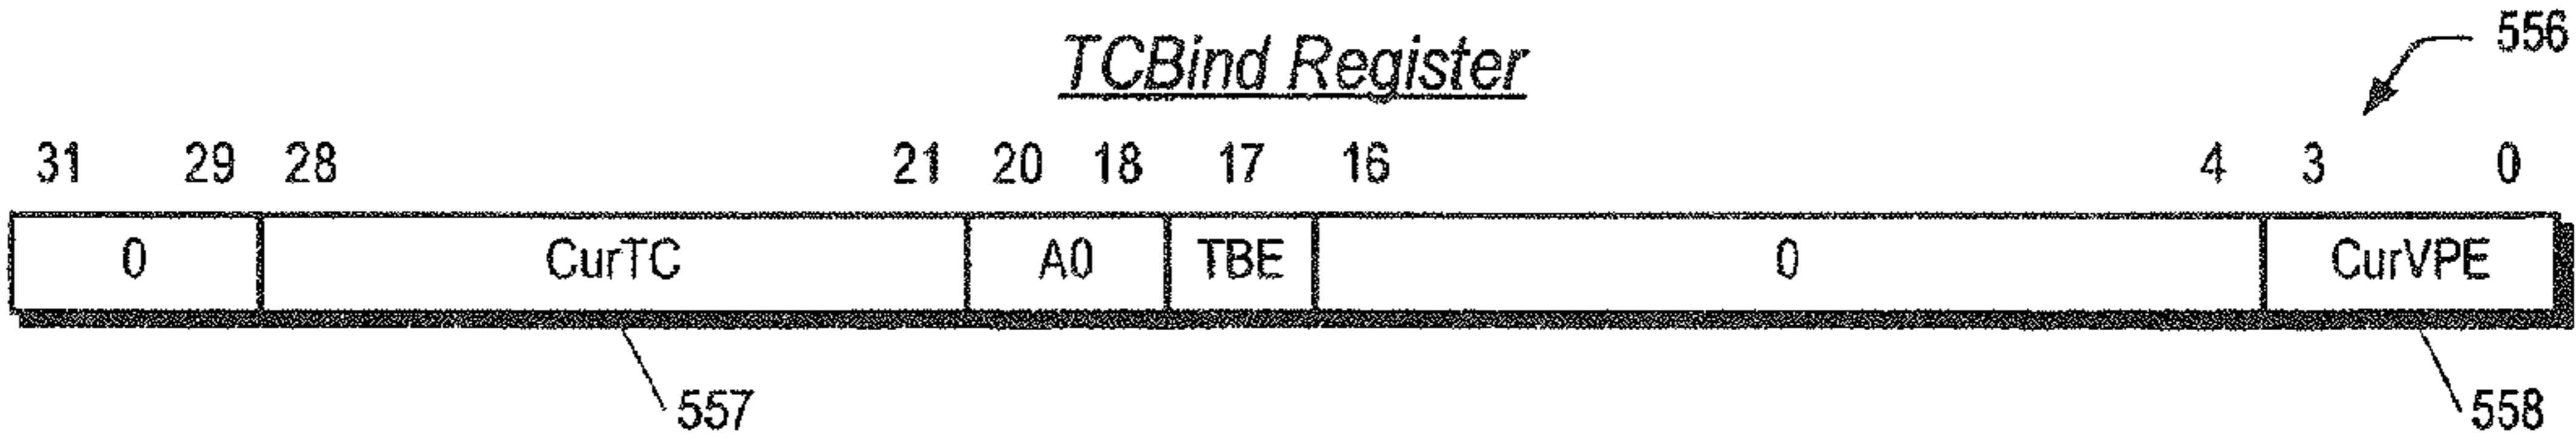 TCBind Register
556
31 29 28 21 20 18 17 16 4 3 0
0 CurTC A0 TBE 0 CurVPE
557 558